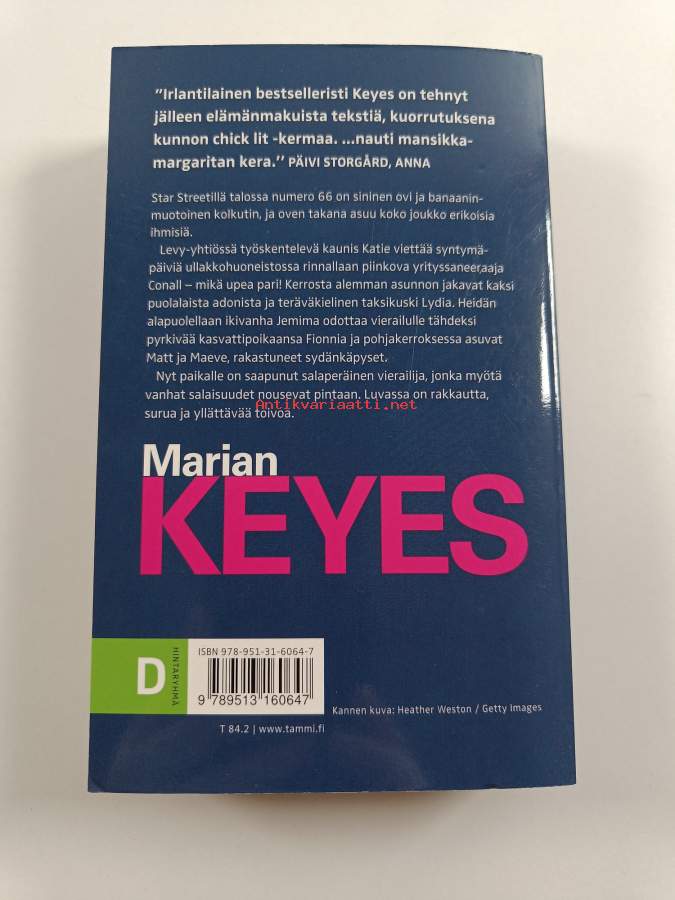 ”Irlantilainen bestselleristi Keyes on tehnyt
jälleen elämänmakuista tekstiä, kuorrutuksena
kunnon chick lit -kermaa. ...nauti mansikka-
margaritan kera.” PÄIVI STORGÅRD, ANNA
Star Streetillä talossa numero 66 on sininen ovi ja banaanin-
muotoinen kolkutin, ja oven takana asuu koko joukko erikoisia
ihmisiä.
Levy-yhtiössä työskentelevä kaunis Katie viettää syntymä-
päiviä ullakkohuoneistossa rinnallaan piinkova yrityssaneeraaja
Conall – mikä upea pari! Kerrosta alemman asunnon jakavat kaksi
puolalaista adonista ja teräväkielinen taksikuski Lydia. Heidän
alapuolellaan ikivanha Jemima odottaa vierailulle tähdeksi
pyrkivää kasvattipoikaansa Fionnia ja pohjakerroksessa asuvat
Matt ja Maeve, rakastuneet sydänkäpyset.
Nyt paikalle on saapunut salaperäinen vierailija, jonka myötä
vanhat salaisuudet nousevat pintaan. Luvassa on rakkautta,
Antikvariaatti.net
surua ja yllättävää toivoa.
Marian
KEYES
D
HINTARYHMÄ
ISBN 978-951-31-6064-7
9 789513 160647
Kannen kuva: Heather Weston / Getty Images
T 84.2 | www.tammi.fi